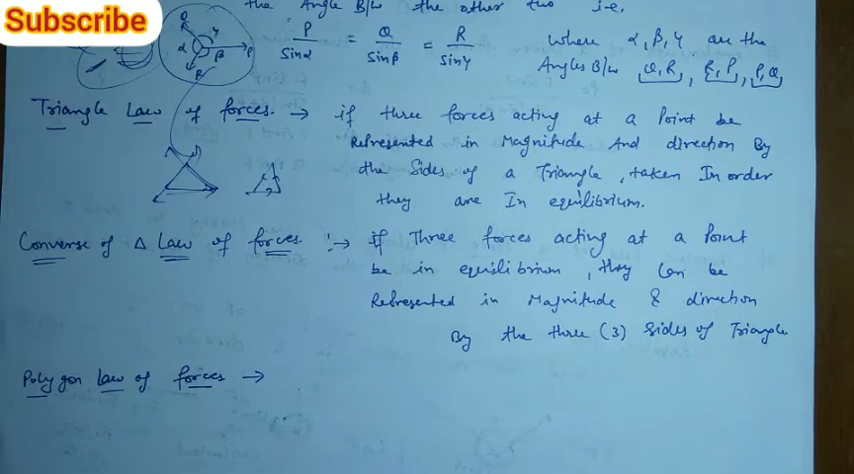 Subscribe
the Angle B/w the other two i.e.
Q γ α P β R
P/Sinα = Q/Sinβ = R/Sinγ where α, β, γ are the
Angles B/w Q,R, R,P, P,Q
Triangle Law of forces. → if three forces acting at a Point be
Represented in Magnitude And direction By
the Sides of a Triangle, taken In order
they are In equilibrium.
Converse of Δ Law of forces :→ if Three forces acting at a Point
be in equilibrium, they Can be
Represented in Magnitude & direction
By the three (3) Sides of Triangle
Polygon Law of forces →